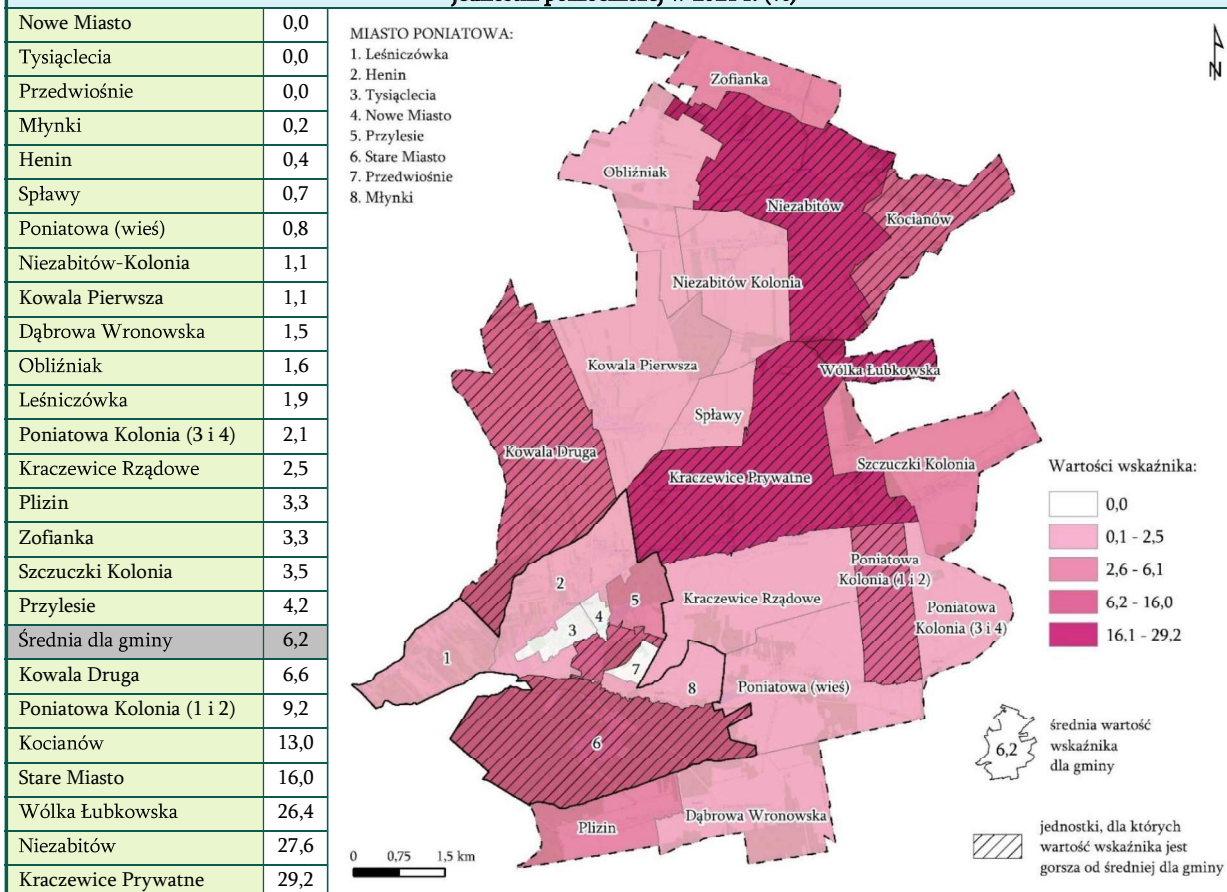 Nowe Miasto 0,0
Tysiąclecia 0,0
Przedwiośnie 0,0
Młynki 0,2
Henin 0,4
Spławy 0,7
Poniatowa (wieś) 0,8
Niezabitów-Kolonia 1,1
Kowala Pierwsza 1,1
Dąbrowa Wronowska 1,5
Obliźniak 1,6
Leśniczówka 1,9
Poniatowa Kolonia (3 i 4) 2,1
Kraczewice Rządowe 2,5
Plizin 3,3
Zofianka 3,3
Szczuczki Kolonia 3,5
Przylesie 4,2
Średnia dla gminy 6,2
Kowala Druga 6,6
Poniatowa Kolonia (1 i 2) 9,2
Kocianów 13,0
Stare Miasto 16,0
Wólka Łubkowska 26,4
Niezabitów 27,6
Kraczewice Prywatne 29,2
MIASTO PONIATOWA:
1. Leśniczówka
2. Henin
3. Tysiąclecia
4. Nowe Miasto
5. Przylesie
6. Stare Miasto
7. Przedwiośnie
8. Młynki
N
Zofianka
Obliźniak
Niezabitów
Kocianów
Niezabitów Kolonia
Kowala Pierwsza
Wólka Łubkowska
Spławy
Kowala Druga
Szczuczki Kolonia
Kraczewice Prywatne
Poniatowa
Kolonia (1 i 2)
Kraczewice Rządowe
Poniatowa
Kolonia (3 i 4)
Poniatowa (wieś)
Dąbrowa Wronowska
Plizin
1
2
3
4
5
6
7
8
0 0,75 1,5 km
Wartości wskaźnika:
0,0
0,1 - 2,5
2,6 - 6,1
6,2 - 16,0
16.1 - 29.2
6,2
średnia wartość
wskaźnika
dla gminy
jednostki, dla których
wartość wskaźnika jest
gorsza od średniej dla gminy